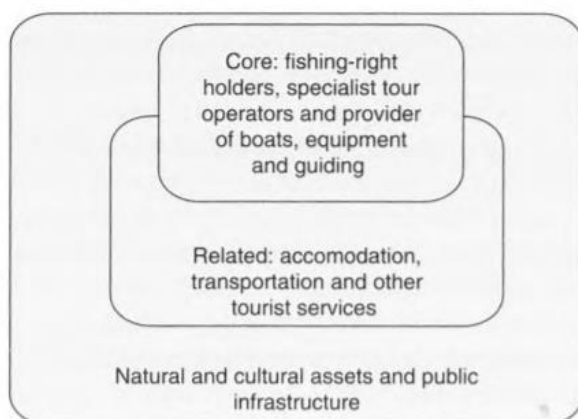 Core: fishing-right
holders, specialist tour
operators and provider
of boats, equipment
and guiding
Related: accomodation,
transportation and other
tourist services
Natural and cultural assets and public
infrastructure